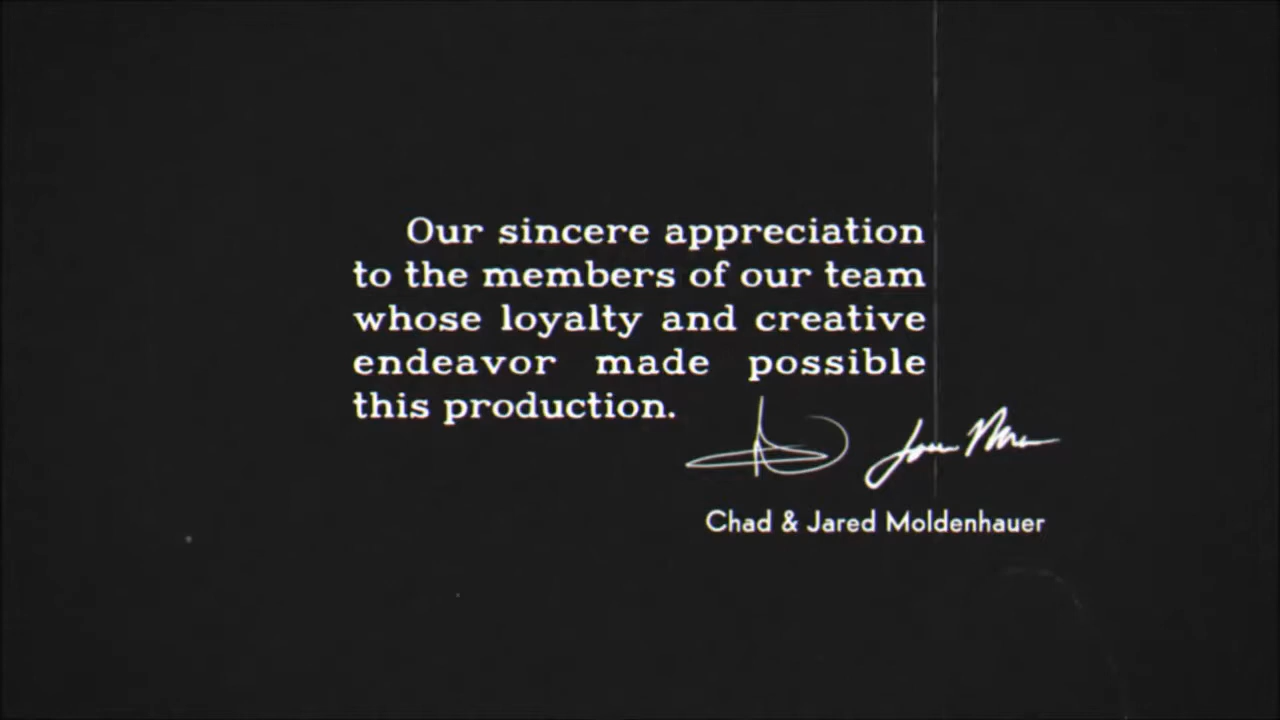 Our sincere appreciation
to the members of our team
whose loyalty and creative
endeavor made possible
this production.
Chad & Jared Moldenhauer